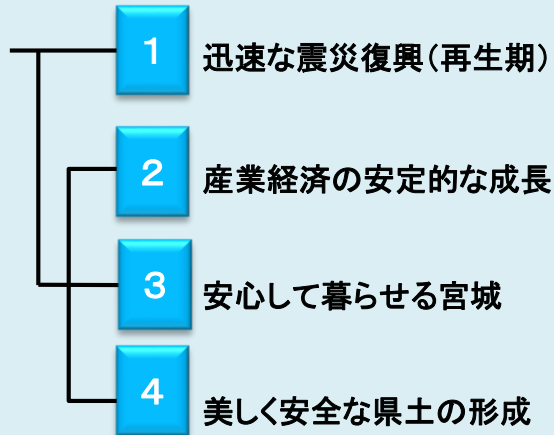 1 迅速な震災復興(再生期)
2 産業経済の安定的な成長
3 安心して暮らせる宮城
4 美しく安全な県土の形成